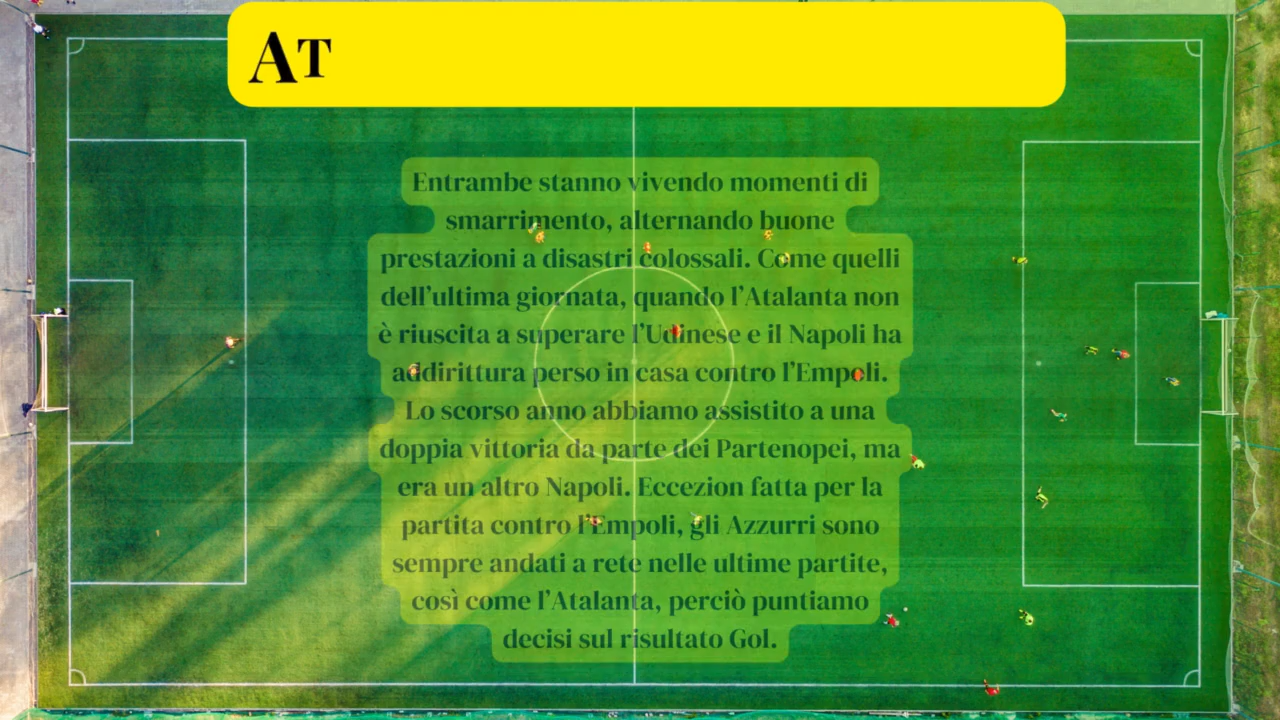 AT
Entrambe stanno vivendo momenti di
smarrimento, alternando buone
prestazioni a disastri colossali. Come quelli
dell’ultima giornata, quando l’Atalanta non
è riuscita a superare l’Udinese e il Napoli ha
addirittura perso in casa contro l’Empoli.
Lo scorso anno abbiamo assistito a una
doppia vittoria da parte dei Partenopei, ma
era un altro Napoli. Eccezion fatta per la
partita contro l’Empoli, gli Azzurri sono
sempre andati a rete nelle ultime partite,
così come l’Atalanta, perciò puntiamo
decisi sul risultato Gol.